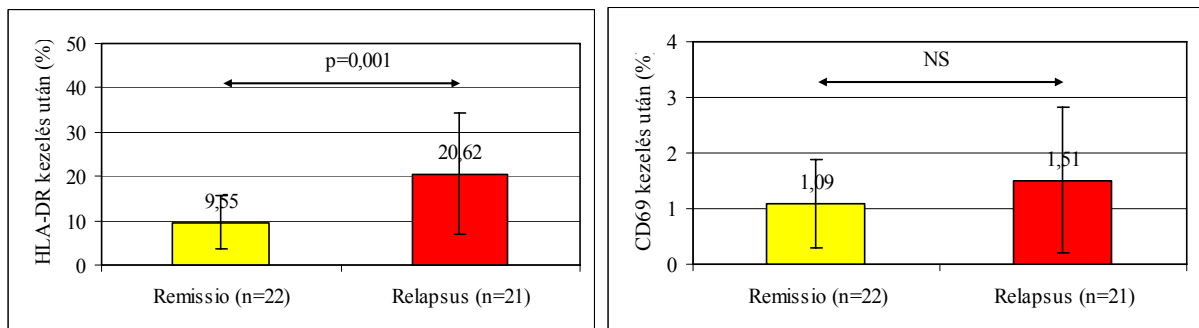 HLA-DR kezelés után (%)
50
40
30
20
10
0
p=0,001
9,55
20,62
Remissio (n=22)
Relapsus (n=21)
CD69 kezelés után (%
4
3
2
1
0
NS
1,09
1,51
Remissio (n=22)
Relapsus (n=21)